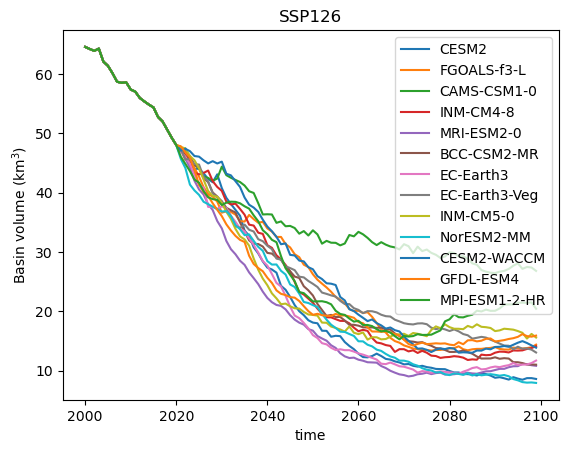 SSP126
CESM2
FGOALS-f3-L
CAMS-CSM1-0
INM-CM4-8
MRI-ESM2-0
BCC-CSM2-MR
EC-Earth3
EC-Earth3-Veg
INM-CM5-0
NorESM2-MM
CESM2-WACCM
GFDL-ESM4
MPI-ESM1-2-HR
Basin volume (km³)
60
50
40
30
20
10
2000
2020
2040
2060
2080
2100
time